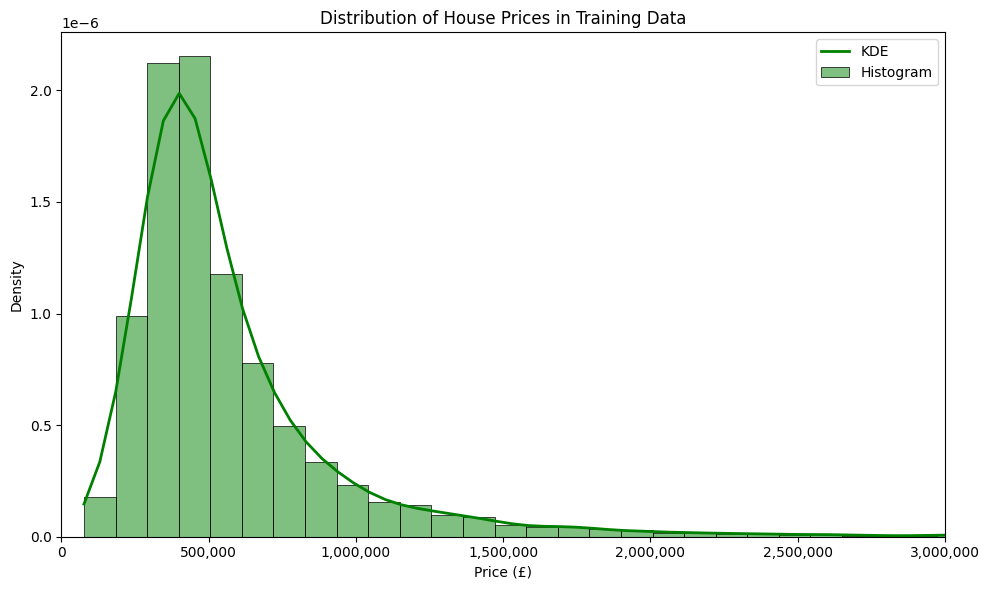 Distribution of House Prices in Training Data
1e−6
KDE
Histogram
2.0
1.5
1.0
0.5
0.0
Density
0
500,000
1,000,000
1,500,000
2,000,000
2,500,000
3,000,000
Price (£)